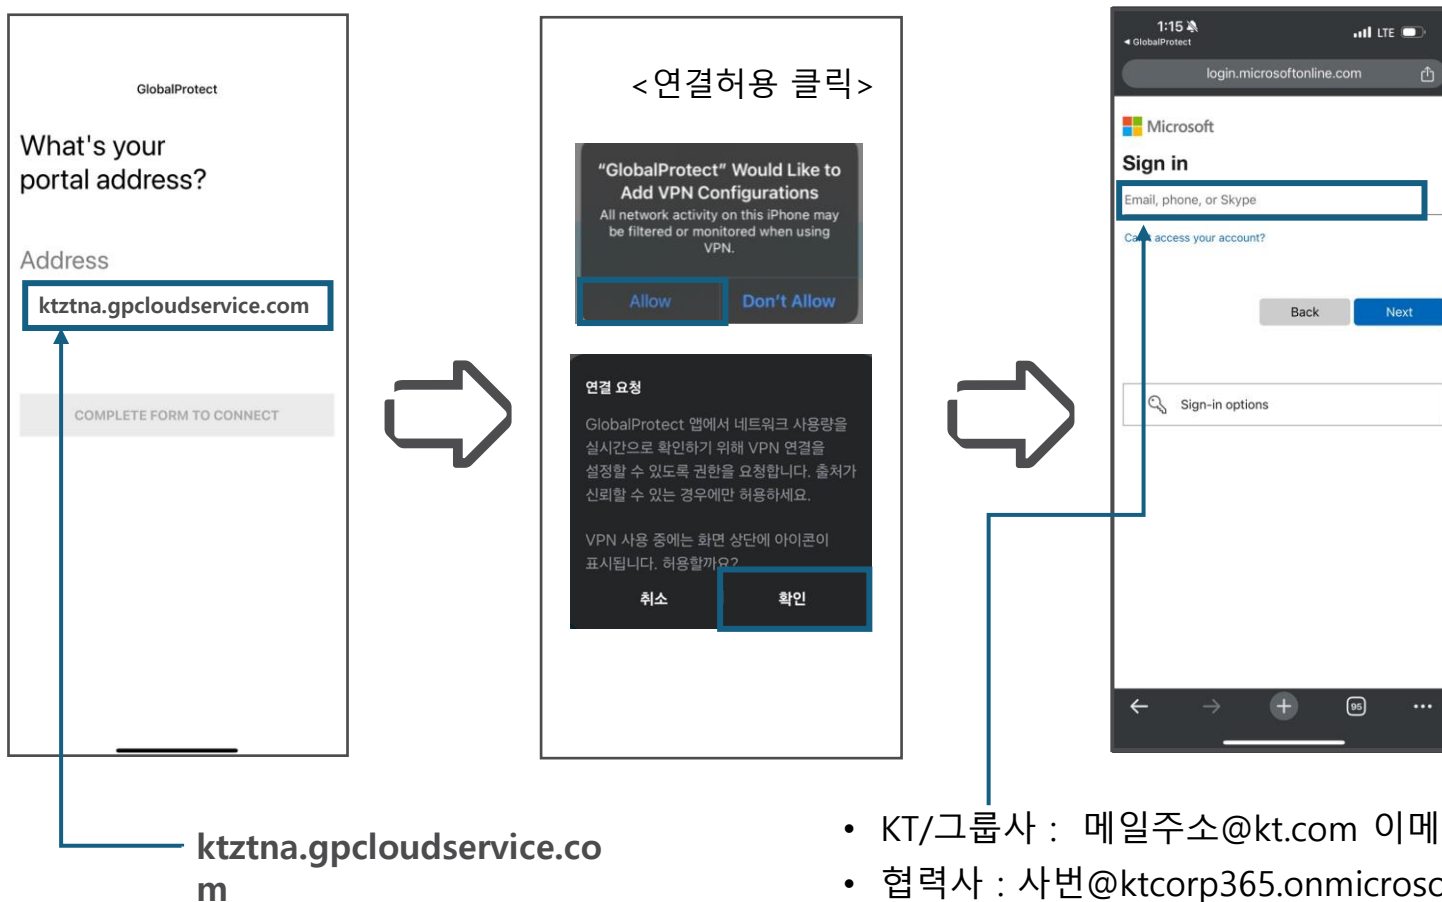 GlobalProtect
What's your
portal address?
Address
ktztna.gpcloudservice.com
COMPLETE FORM TO CONNECT
ktztna.gpcloudservice.co
m
<연결허용 클릭>
"GlobalProtect" Would Like to
Add VPN Configurations
All network activity on this iPhone may
be filtered or monitored when using
VPN.
Allow Don't Allow
연결 요청
GlobalProtect 앱에서 네트워크 사용량을
실시간으로 확인하기 위해 VPN 연결을
설정할 수 있도록 권한을 요청합니다. 출처가
신뢰할 수 있는 경우에만 허용하세요.
VPN 사용 중에는 화면 상단에 아이콘이
표시됩니다. 허용할까요?
취소 확인
1:15 LTE
◀ GlobalProtect
login.microsoftonline.com
Microsoft
Sign in
Email, phone, or Skype
access your account?
Back Next
Sign-in options
95
• KT/그룹사 : 메일주소@kt.com 이메
• 협력사 : 사번@ktcorp365.onmicroso